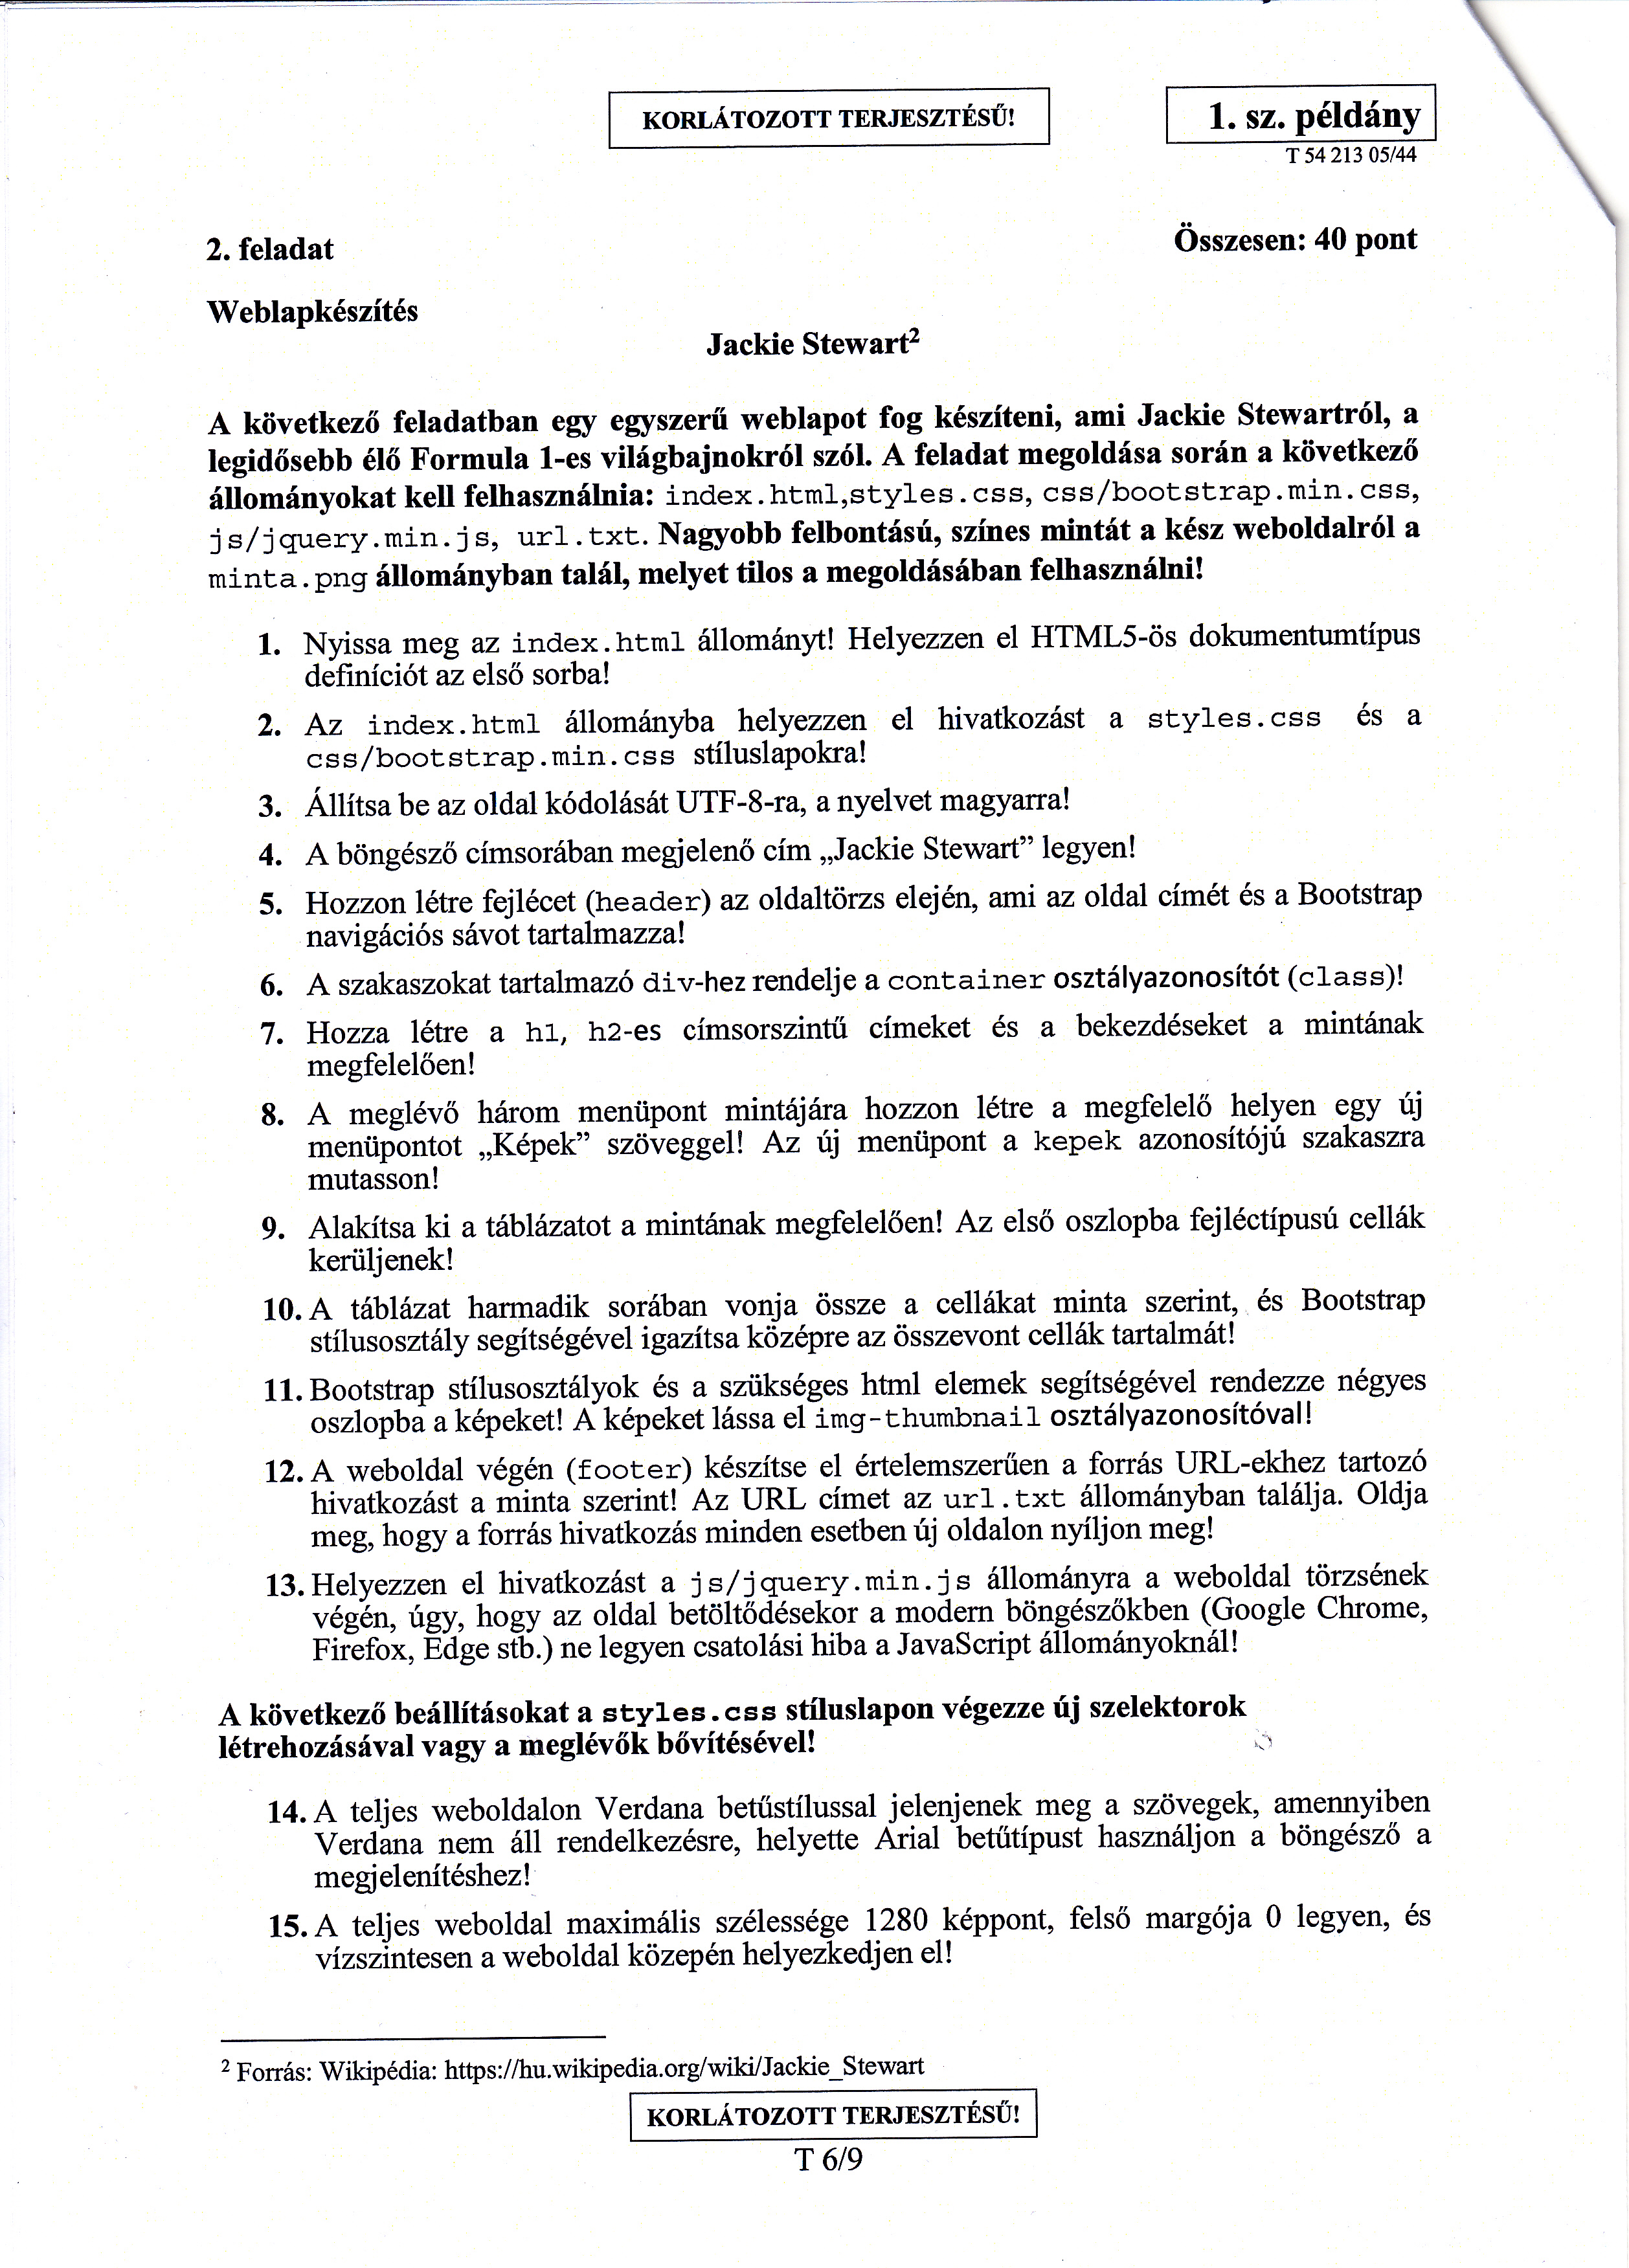 KORLÁTOZOTT TERJESZTÉSŰ!
1. sz. példány
T 54 213 05/44
2. feladat
Összesen: 40 pont
Weblapkészítés
Jackie Stewart²
A következő feladatban egy egyszerű weblapot fog készíteni, ami Jackie Stewartról, a
legidősebb élő Formula 1-es világbajnokról szól. A feladat megoldása során a következő
állományokat kell felhasználnia: index.html,styles.css, css/bootstrap.min.css,
js/jquery.min.js, url.txt. Nagyobb felbontású, színes mintát a kész weboldalról a
minta.png állományban talál, melyet tilos a megoldásában felhasználni!
1. Nyissa meg az index.html állományt! Helyezzen el HTML5-ös dokumentumtípus
definíciót az első sorba!
2. Az index.html állományba helyezzen el hivatkozást a styles.css és a
css/bootstrap.min.css stíluslapokra!
3. Állítsa be az oldal kódolását UTF-8-ra, a nyelvet magyarra!
4. A böngésző címsorában megjelenő cím „Jackie Stewart” legyen!
5. Hozzon létre fejlécet (header) az oldaltörzs elején, ami az oldal címét és a Bootstrap
navigációs sávot tartalmazza!
6. A szakaszokat tartalmazó div-hez rendelje a container osztályazonosítót (class)!
7. Hozza létre a h1, h2-es címsorszintű címeket és a bekezdéseket a mintának
megfelelően!
8. A meglévő három menüpont mintájára hozzon létre a megfelelő helyen egy új
menüpontot „Képek” szöveggel! Az új menüpont a kepek azonosítójú szakaszra
mutasson!
9. Alakítsa ki a táblázatot a mintának megfelelően! Az első oszlopba fejléctípusú cellák
kerüljenek!
10. A táblázat harmadik sorában vonja össze a cellákat minta szerint, és Bootstrap
stílusosztály segítségével igazítsa középre az összevont cellák tartalmát!
11. Bootstrap stílusosztályok és a szükséges html elemek segítségével rendezze négyes
oszlopba a képeket! A képeket lássa el img-thumbnail osztályazonosítóval!
12. A weboldal végén (footer) készítse el értelemszerűen a forrás URL-ekhez tartozó
hivatkozást a minta szerint! Az URL címet az url.txt állományban találja. Oldja
meg, hogy a forrás hivatkozás minden esetben új oldalon nyíljon meg!
13. Helyezzen el hivatkozást a js/jquery.min.js állományra a weboldal törzsének
végén, úgy, hogy az oldal betöltődésekor a modern böngészőkben (Google Chrome,
Firefox, Edge stb.) ne legyen csatolási hiba a JavaScript állományoknál!
A következő beállításokat a styles.css stíluslapon végezze új szelektorok
létrehozásával vagy a meglévők bővítésével!
14. A teljes weboldalon Verdana betűstílussal jelenjenek meg a szövegek, amennyiben
Verdana nem áll rendelkezésre, helyette Arial betűtípust használjon a böngésző a
megjelenítéshez!
15. A teljes weboldal maximális szélessége 1280 képpont, felső margója 0 legyen, és
vízszintesen a weboldal közepén helyezkedjen el!
² Forrás: Wikipédia: https://hu.wikipedia.org/wiki/Jackie_Stewart
KORLÁTOZOTT TERJESZTÉSŰ!
T 6/9